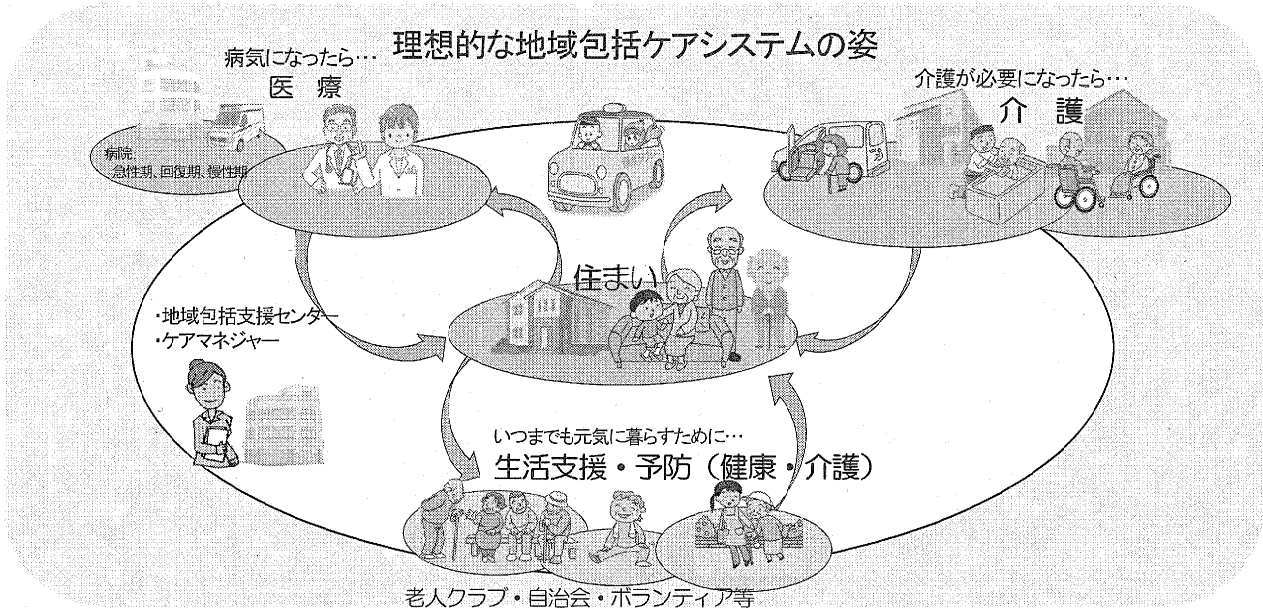 理想的な地域包括ケアシステムの姿
病気になったら…
医　療
病院:
急性期、回復期、慢性期
介護が必要になったら…
介　護
住まい
・地域包括支援センター
・ケアマネジャー
いつまでも元気に暮らすために…
生活支援・予防（健康・介護）
老人クラブ・自治会・ボランティア等